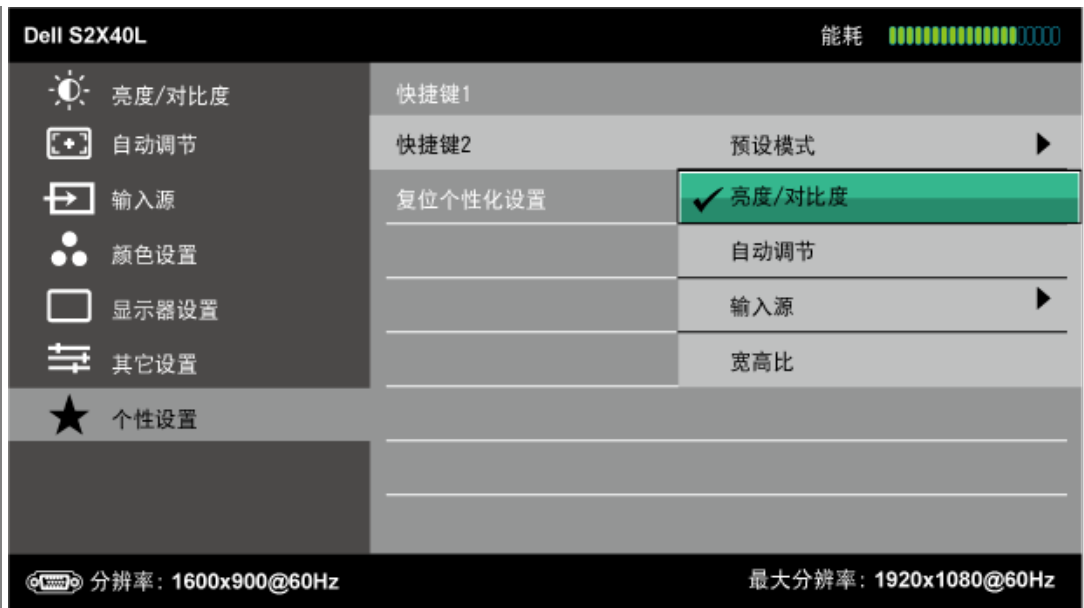 Dell S2X40L 能耗
亮度/对比度 快捷键1
自动调节 快捷键2 预设模式
输入源 复位个性化设置 亮度/对比度
颜色设置 自动调节
显示器设置 输入源
其它设置 宽高比
个性设置
分辨率: 1600x900@60Hz 最大分辨率: 1920x1080@60Hz